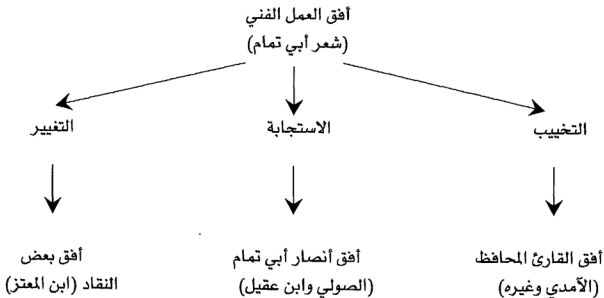 أفق العمل الفني
(شعر أبي تمام)
التخييب
الاستجابة
التغيير
أفق القارئ المحافظ
(الآمدي وغيره)
أفق أنصار أبي تمام
(الصولي وابن عقيل)
أفق بعض
النقاد (ابن المعتز)